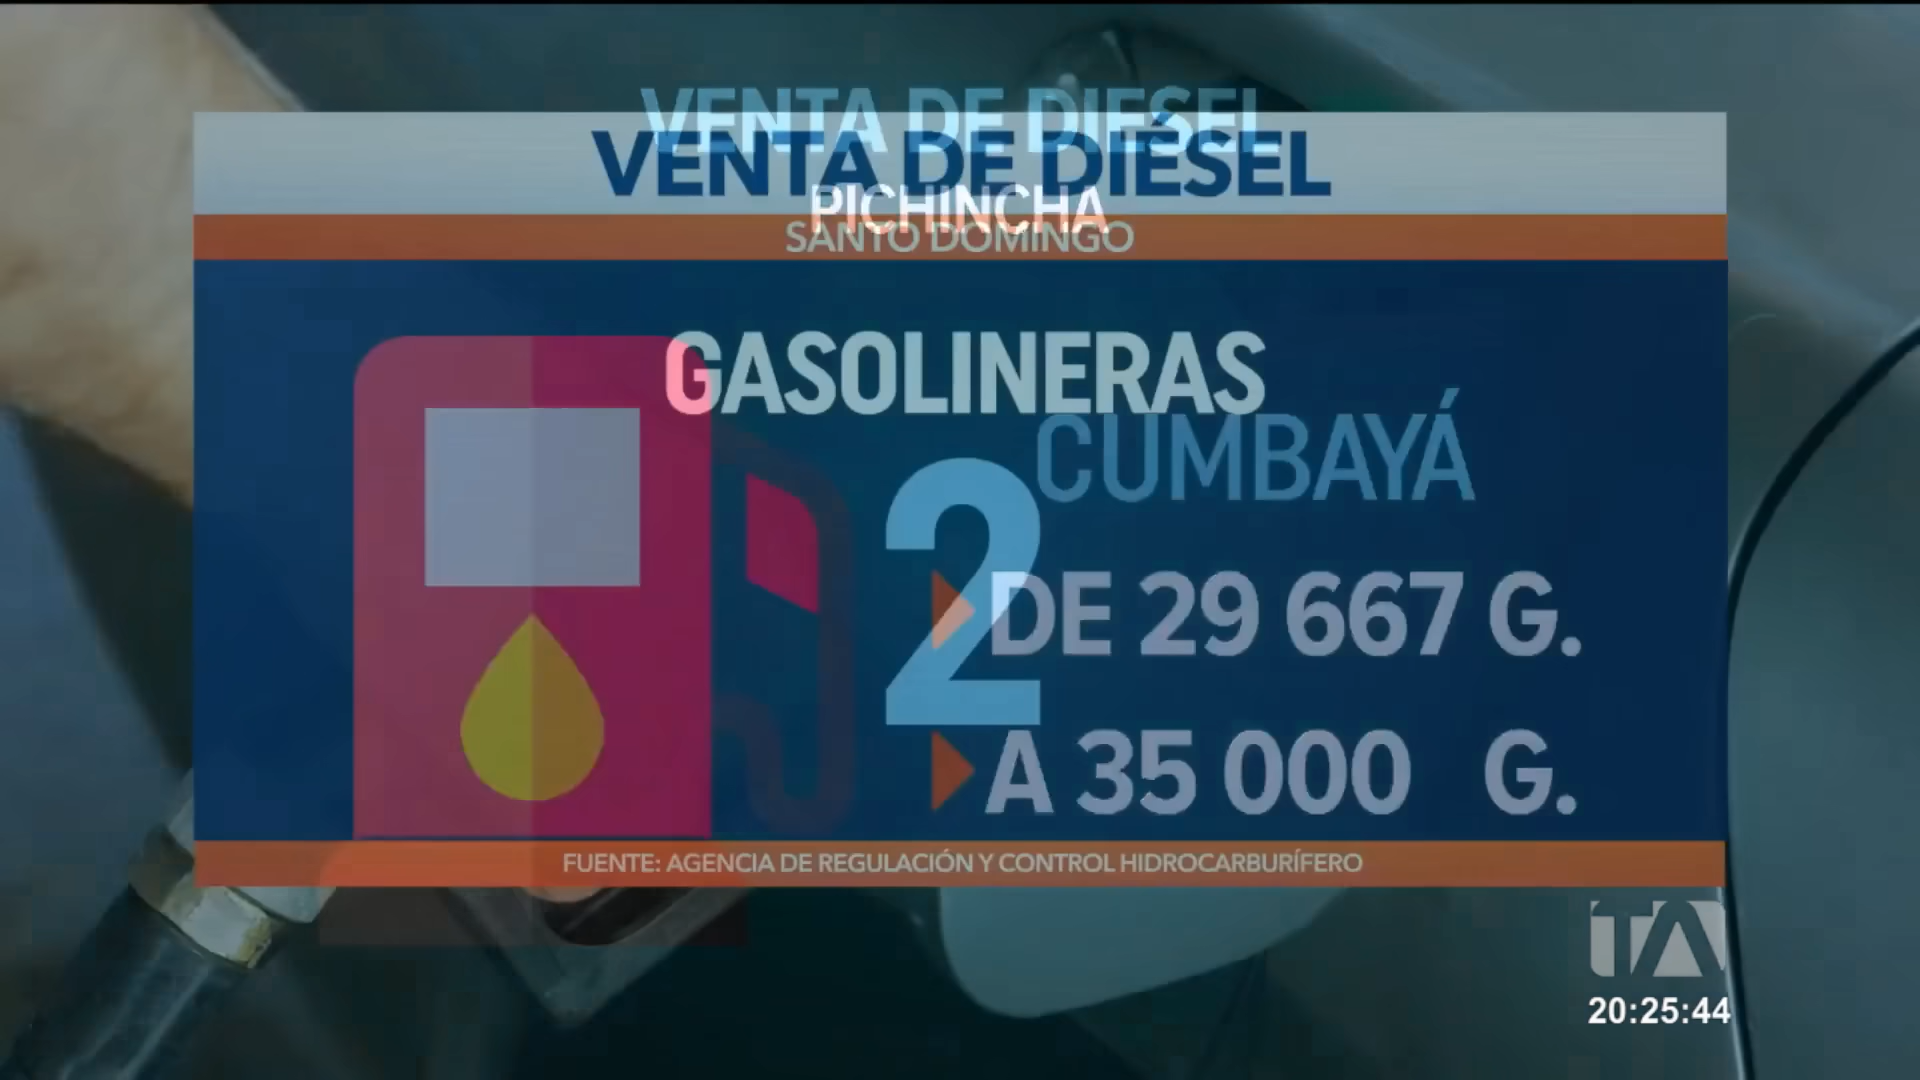 VENTA DE DIESEL
VENTA DE DIÉSEL
PICHINCHA
SANTO DOMINGO
GASOLINERAS
CUMBAYÁ
2
DE 29 667 G.
A 35 000 G.
FUENTE: AGENCIA DE REGULACIÓN Y CONTROL HIDROCARBURÍFERO
TA
20:25:44